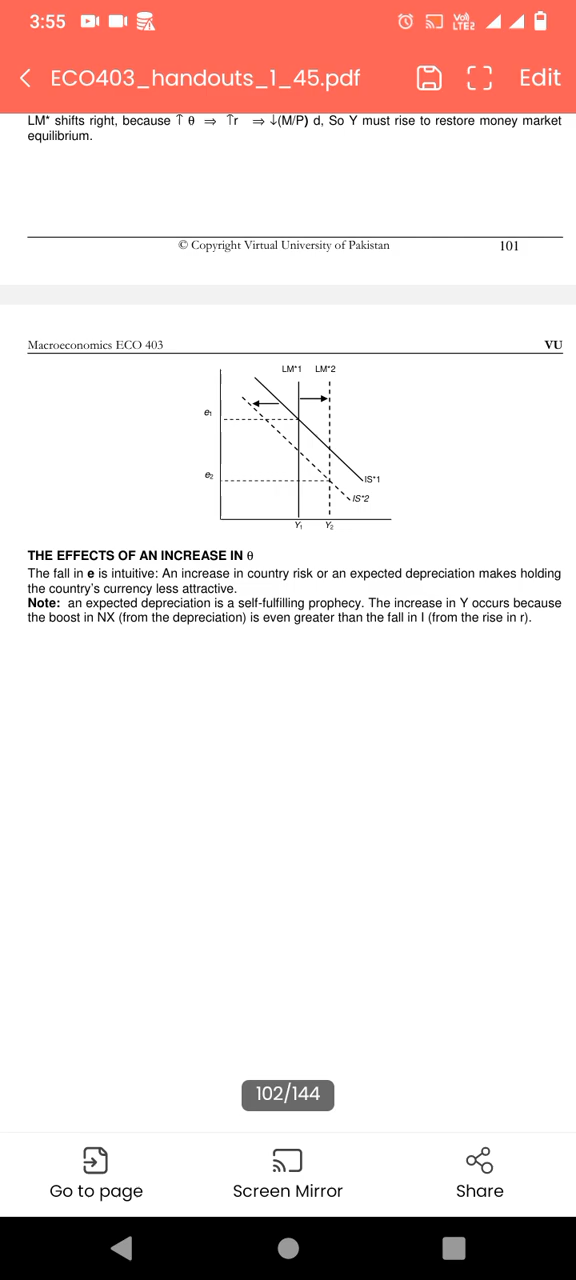 3:55
Vo)
LTE2
ECO403_handouts_1_45.pdf
Edit
LM* shifts right, because ↑ θ ⇒ ↑r ⇒ ↓(M/P) d, So Y must rise to restore money market
equilibrium.
© Copyright Virtual University of Pakistan 101
Macroeconomics ECO 403 VU
LM*1 LM*2
e1
e2
IS*1
IS*2
Y1 Y2
THE EFFECTS OF AN INCREASE IN θ
The fall in e is intuitive: An increase in country risk or an expected depreciation makes holding
the country's currency less attractive.
Note: an expected depreciation is a self-fulfilling prophecy. The increase in Y occurs because
the boost in NX (from the depreciation) is even greater than the fall in I (from the rise in r).
102/144
Go to page
Screen Mirror
Share